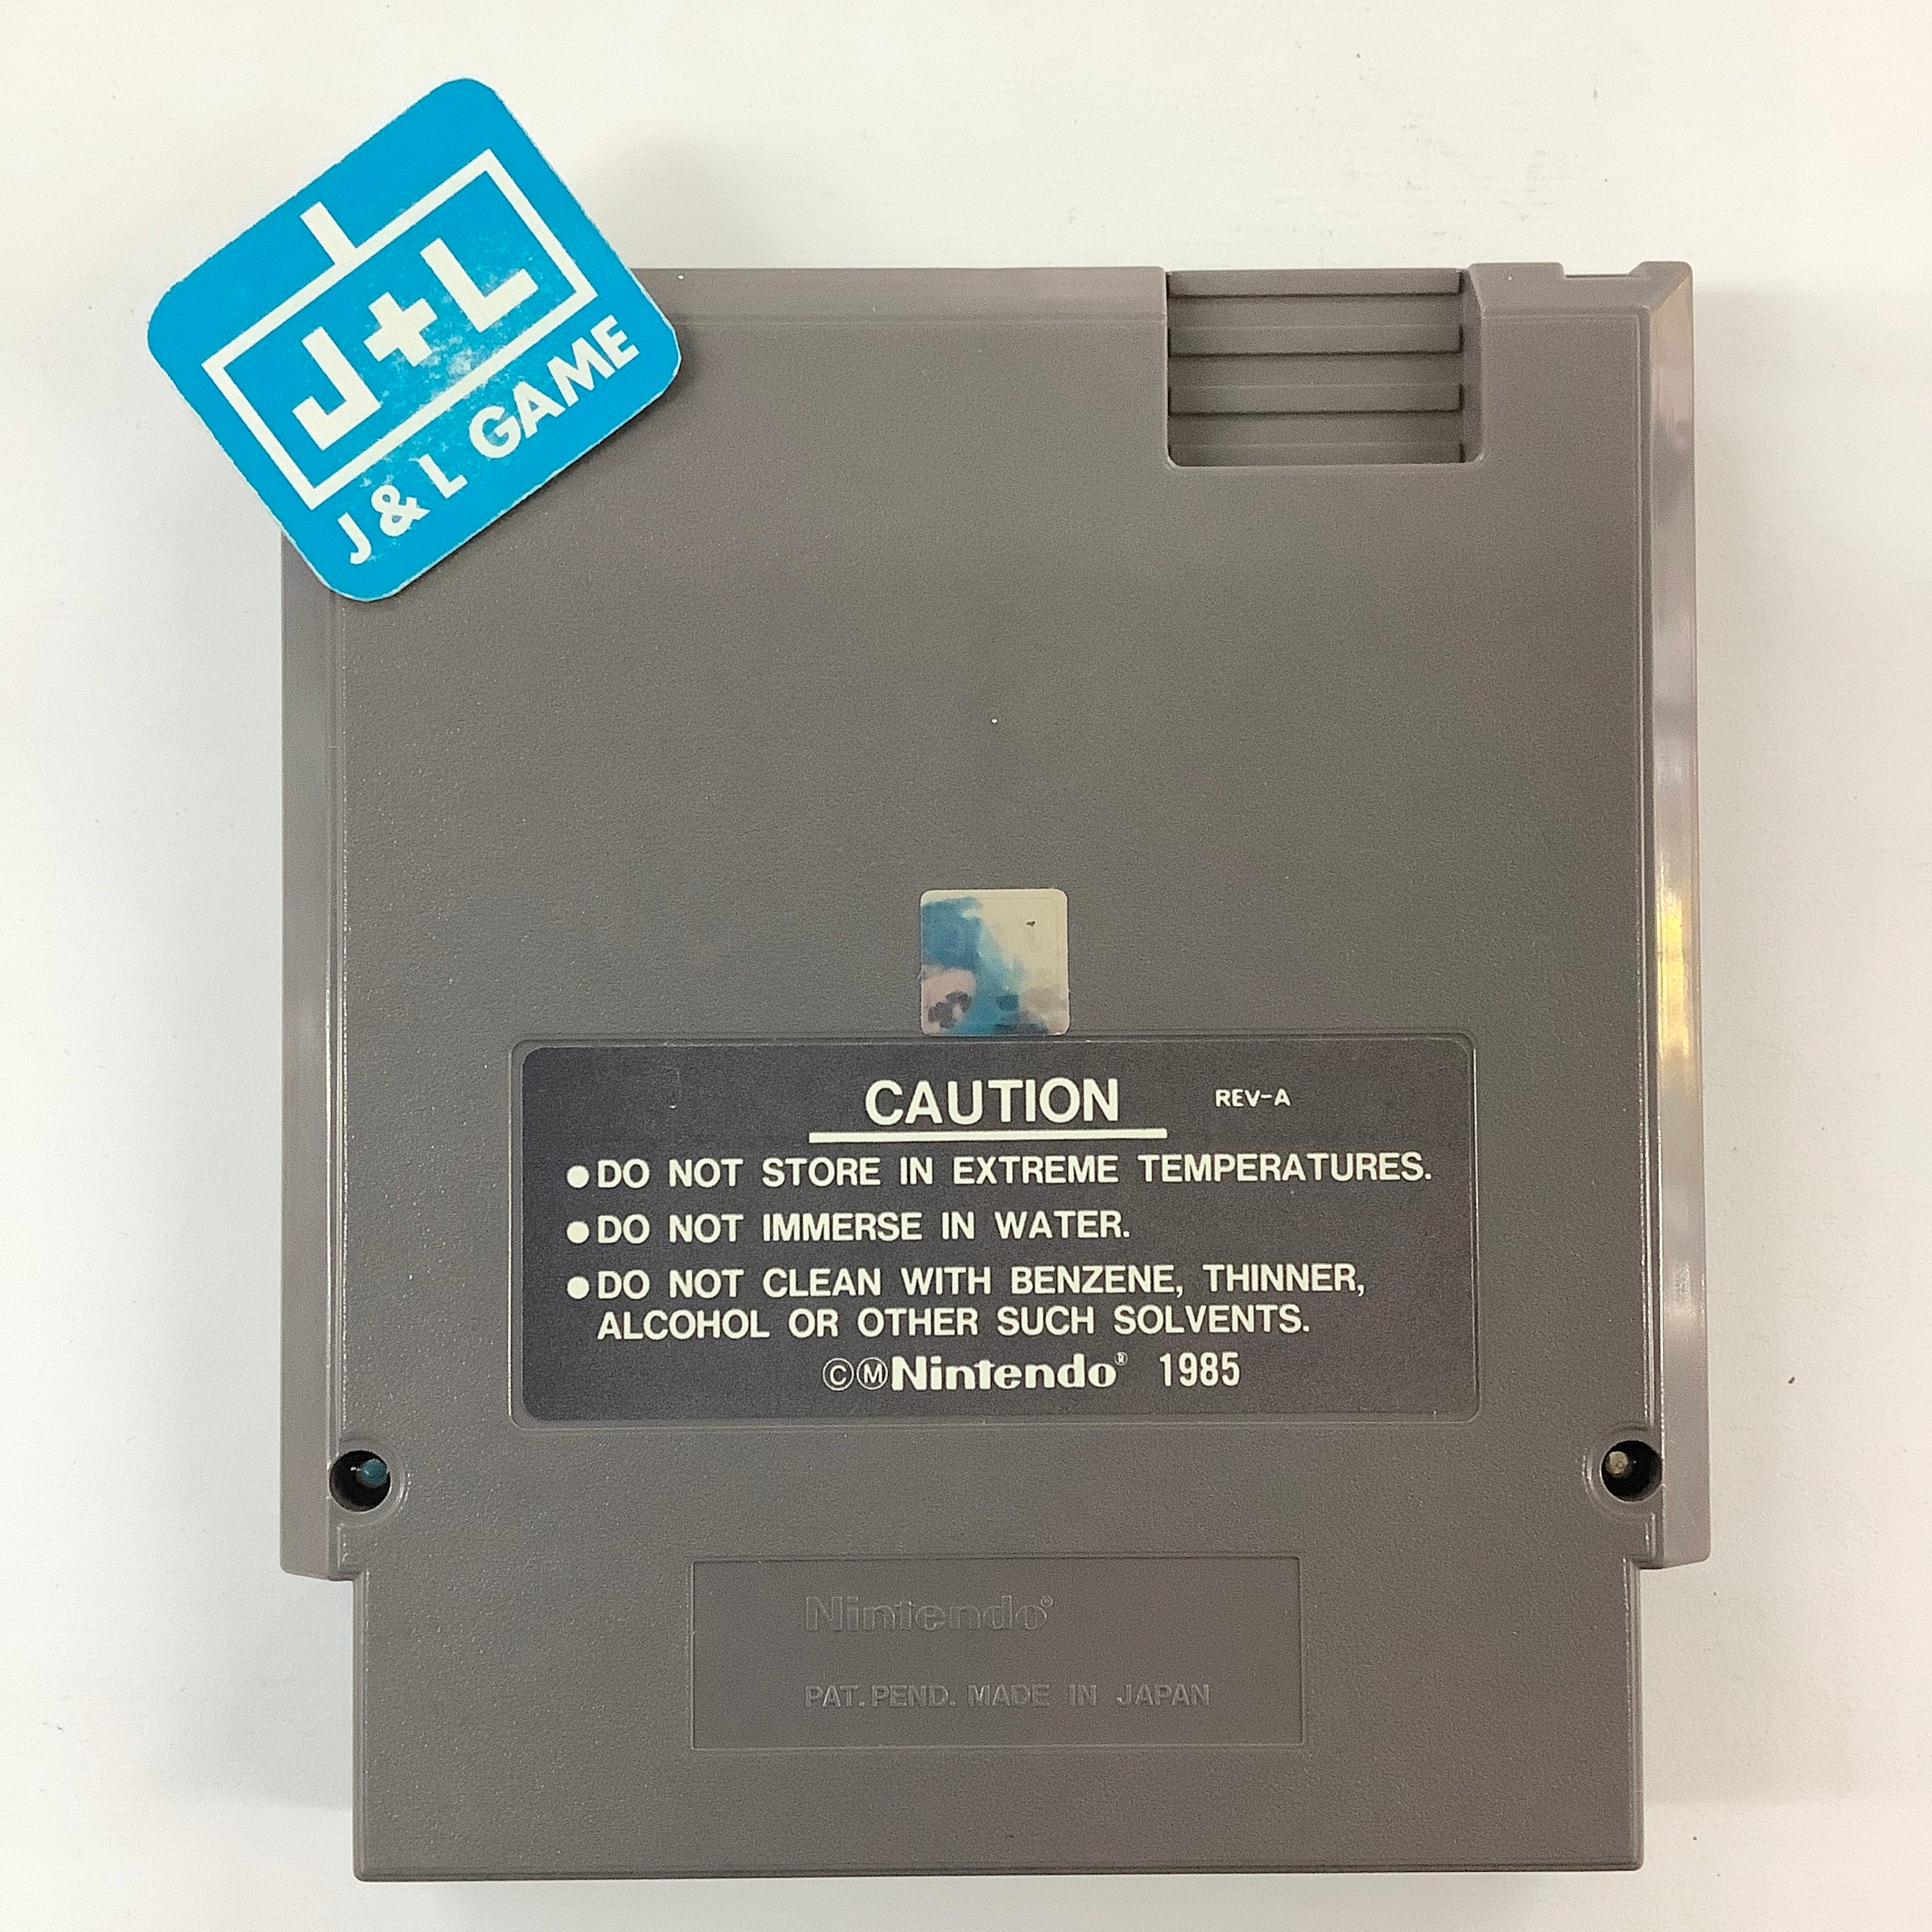 J+L
J & L GAME
CAUTION REV-A
●DO NOT STORE IN EXTREME TEMPERATURES.
●DO NOT IMMERSE IN WATER.
●DO NOT CLEAN WITH BENZENE, THINNER,
ALCOHOL OR OTHER SUCH SOLVENTS.
©ⓂNintendo® 1985
Nintendo®
PAT. PEND. MADE IN JAPAN